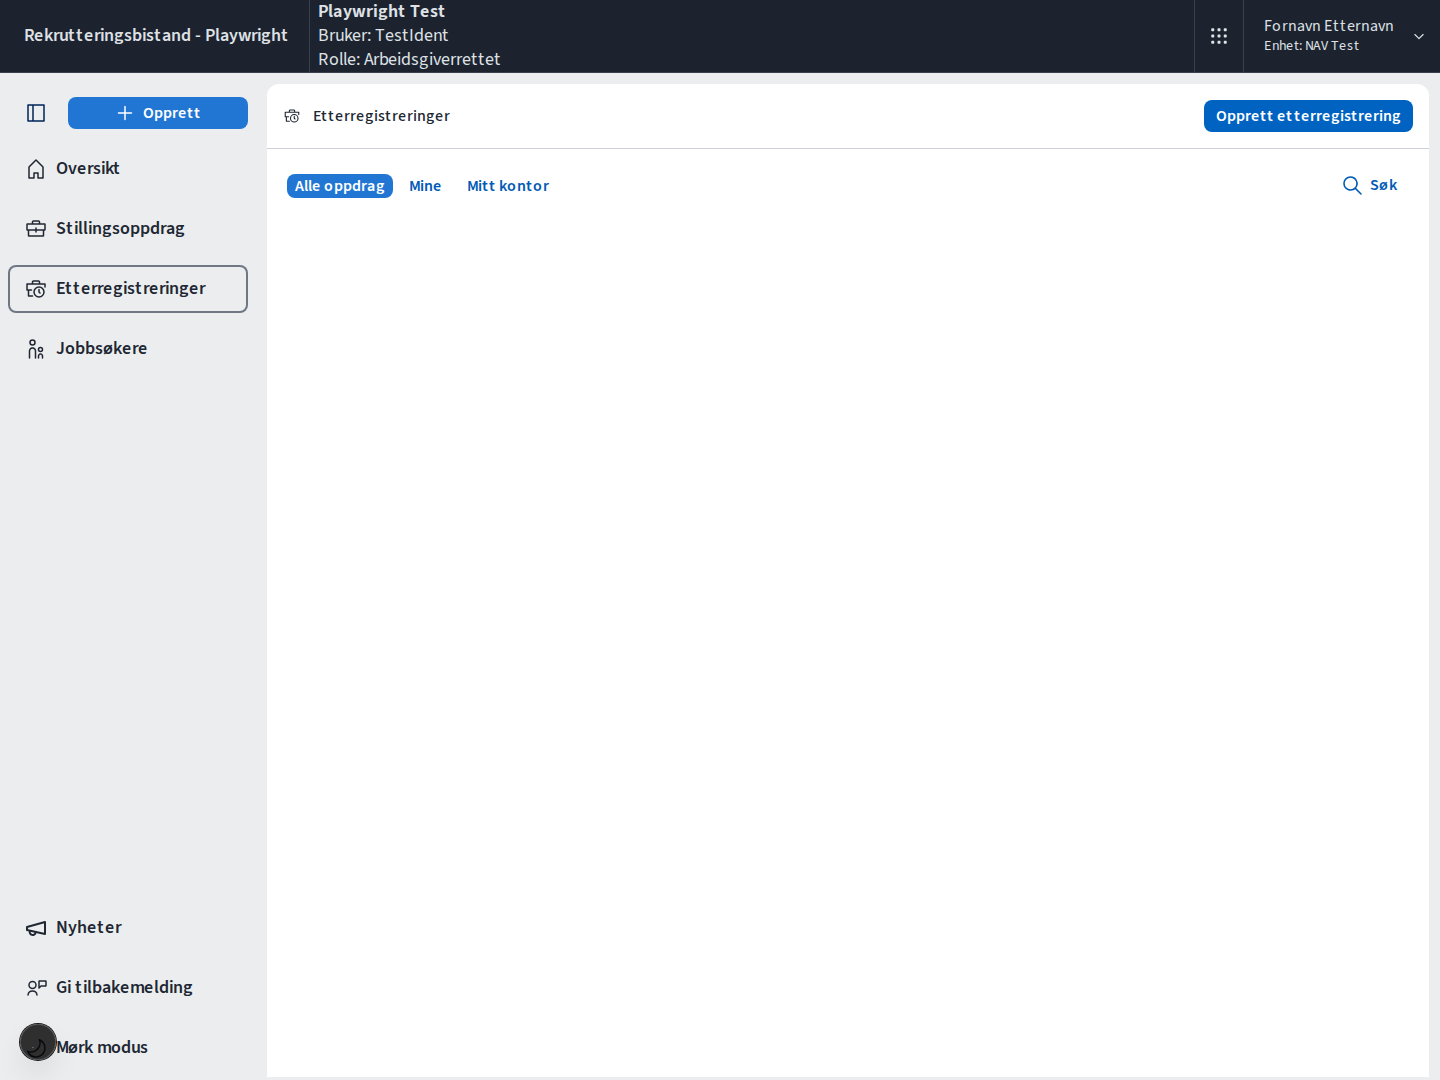 Rekrutteringsbistand - Playwright
Playwright Test
Bruker: TestIdent
Rolle: Arbeidsgiverrettet
Fornavn Etternavn
Enhet: NAV Test
Opprett
Oversikt
Stillingsoppdrag
Etterregistreringer
Jobbsøkere
Nyheter
Gi tilbakemelding
Mørk modus
Etterregistreringer
Opprett etterregistrering
Alle oppdrag
Mine
Mitt kontor
Søk